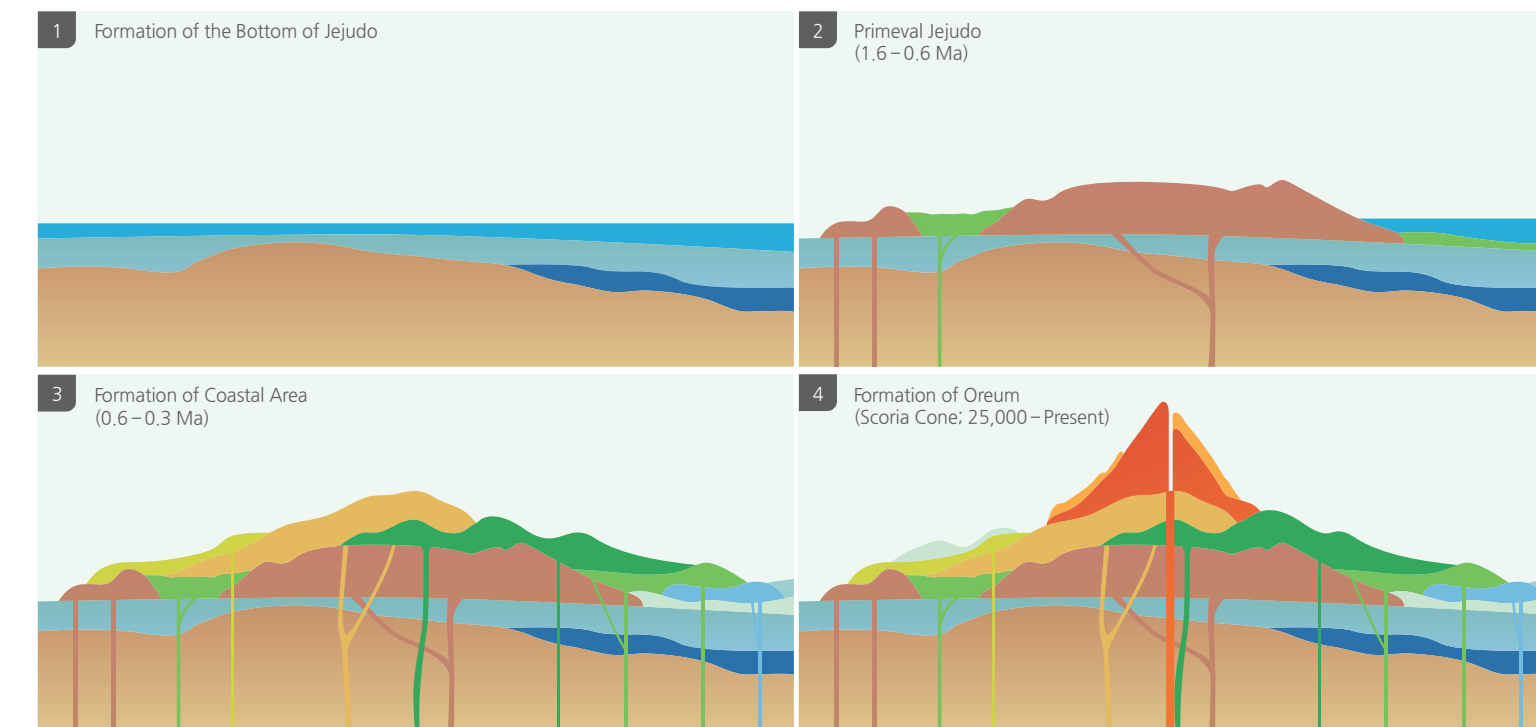 1
Formation of the Bottom of Jejudo
2
Primeval Jejudo
(1.6 – 0.6 Ma)
3
Formation of Coastal Area
(0.6 – 0.3 Ma)
4
Formation of Oreum
(Scoria Cone; 25,000 – Present)